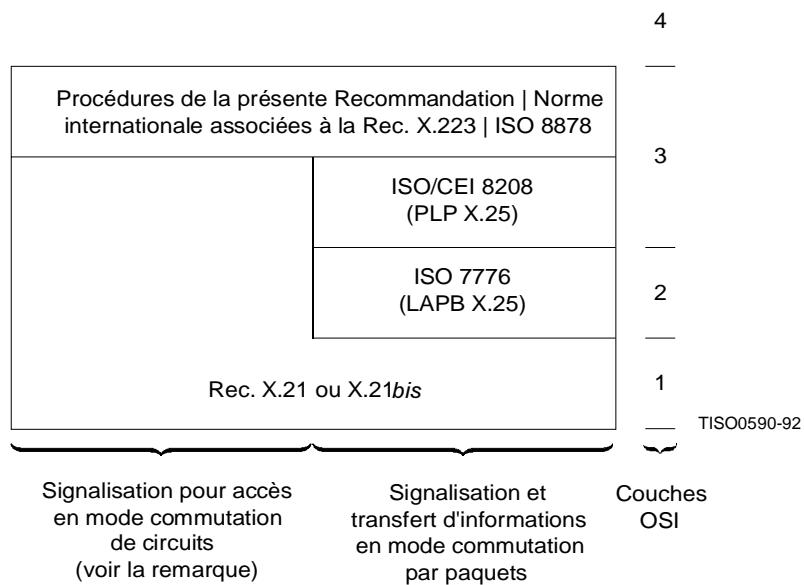 4
Procédures de la présente Recommandation | Norme
internationale associées à la Rec. X.223 | ISO 8878
3
ISO/CEI 8208
(PLP X.25)
ISO 7776
(LAPB X.25)
2
Rec. X.21 ou X.21bis
1
TISO0590-92
Signalisation pour accès
en mode commutation
de circuits
(voir la remarque)
Signalisation et
transfert d'informations
en mode commutation
par paquets
Couches
OSI